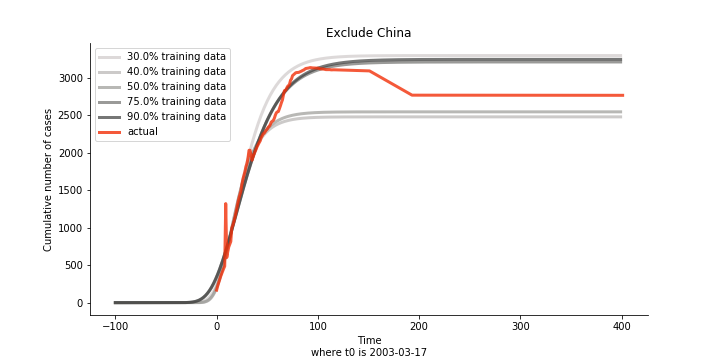 Exclude China
30.0% training data
40.0% training data
50.0% training data
75.0% training data
90.0% training data
actual
Cumulative number of cases
3000
2500
2000
1500
1000
500
0
−100
0
100
200
300
400
Time
where t0 is 2003-03-17